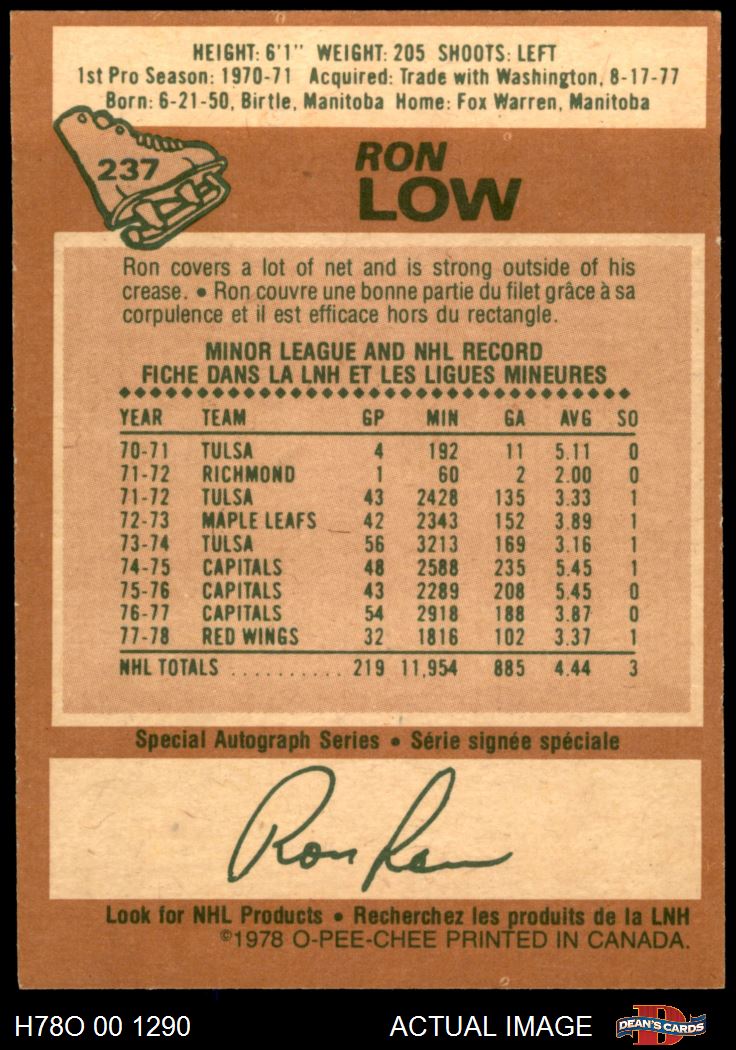 HEIGHT: 6'1" WEIGHT: 205 SHOOTS: LEFT
1st Pro Season: 1970-71 Acquired: Trade with Washington, 8-17-77
Born: 6-21-50, Birtle, Manitoba Home: Fox Warren, Manitoba
237
RON
LOW
Ron covers a lot of net and is strong outside of his
crease. • Ron couvre une bonne partie du filet grâce à sa
corpulence et il est efficace hors du rectangle.
MINOR LEAGUE AND NHL RECORD
FICHE DANS LA LNH ET LES LIGUES MINEURES
YEAR TEAM GP MIN GA AVG SO
70-71 TULSA 4 192 11 5.11 0
71-72 RICHMOND 1 60 2 2.00 0
71-72 TULSA 43 2428 135 3.33 1
72-73 MAPLE LEAFS 42 2343 152 3.89 1
73-74 TULSA 56 3213 169 3.16 1
74-75 CAPITALS 48 2588 235 5.45 1
75-76 CAPITALS 43 2289 208 5.45 0
76-77 CAPITALS 54 2918 188 3.87 0
77-78 RED WINGS 32 1816 102 3.37 1
NHL TOTALS .......... 219 11,954 885 4.44 3
Special Autograph Series • Série signée spéciale
Ron Low
Look for NHL Products • Recherchez les produits de la LNH
©1978 O-PEE-CHEE PRINTED IN CANADA.
H78O 00 1290 ACTUAL IMAGE DEAN'S CARDS